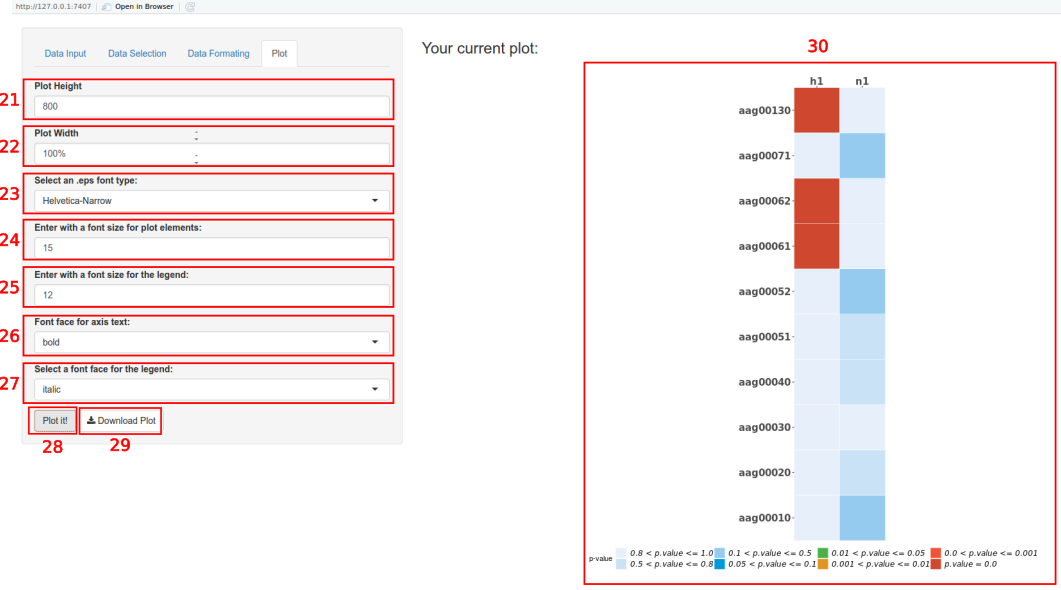 http://127.0.0.1:7407 Open in Browser
Data Input Data Selection Data Formating Plot
Your current plot:
30
21
Plot Height
800
22
Plot Width
100%
23
Select an .eps font type:
Helvetica-Narrow
24
Enter with a font size for plot elements:
15
25
Enter with a font size for the legend:
12
26
Font face for axis text:
bold
27
Select a font face for the legend:
italic
Plot it! Download Plot
28 29
h1 n1
aag00130
aag00071
aag00062
aag00061
aag00052
aag00051
aag00040
aag00030
aag00020
aag00010
p-value
0.8 < p.value <= 1.0 0.1 < p.value <= 0.5 0.01 < p.value <= 0.05 0.0 < p.value <= 0.001
0.5 < p.value <= 0.8 0.05 < p.value <= 0.1 0.001 < p.value <= 0.01 p.value = 0.0